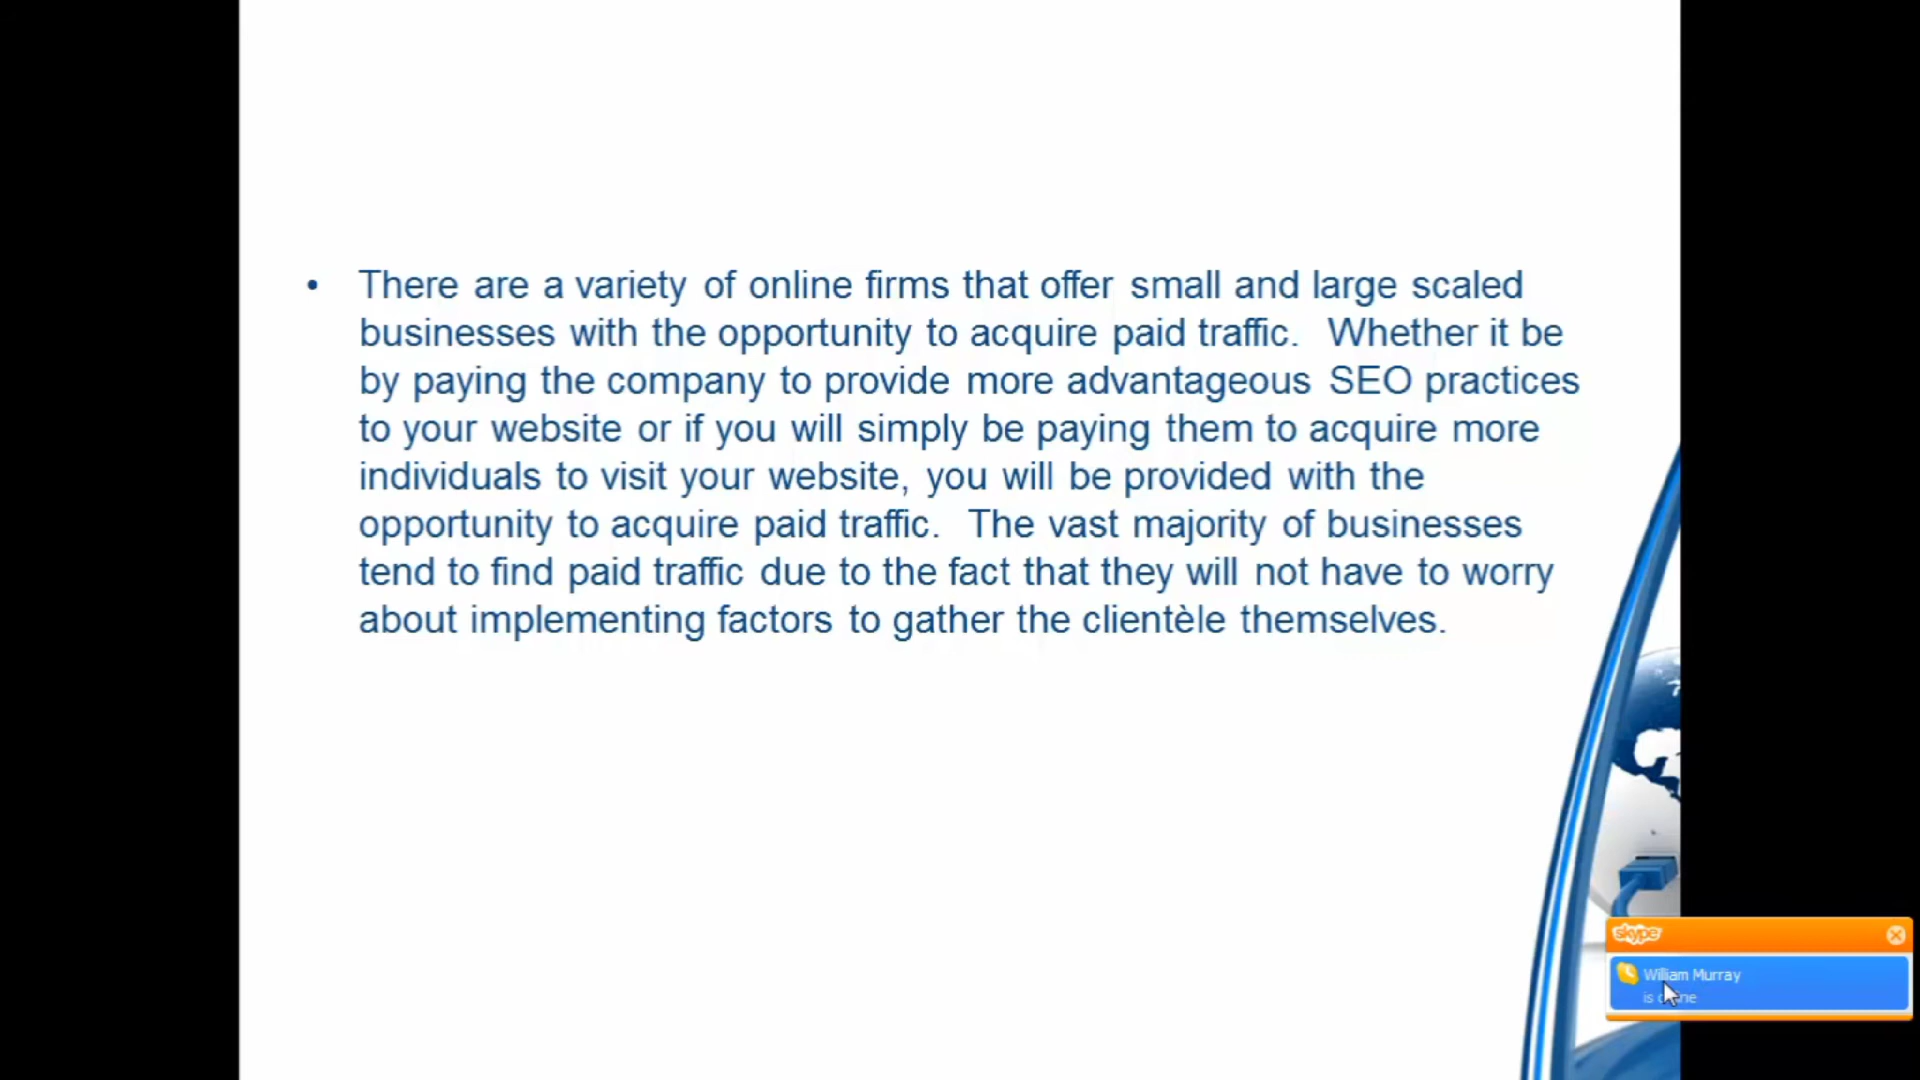 • There are a variety of online firms that offer small and large scaled
businesses with the opportunity to acquire paid traffic. Whether it be
by paying the company to provide more advantageous SEO practices
to your website or if you will simply be paying them to acquire more
individuals to visit your website, you will be provided with the
opportunity to acquire paid traffic. The vast majority of businesses
tend to find paid traffic due to the fact that they will not have to worry
about implementing factors to gather the clientèle themselves.
skype
William Murray
is online